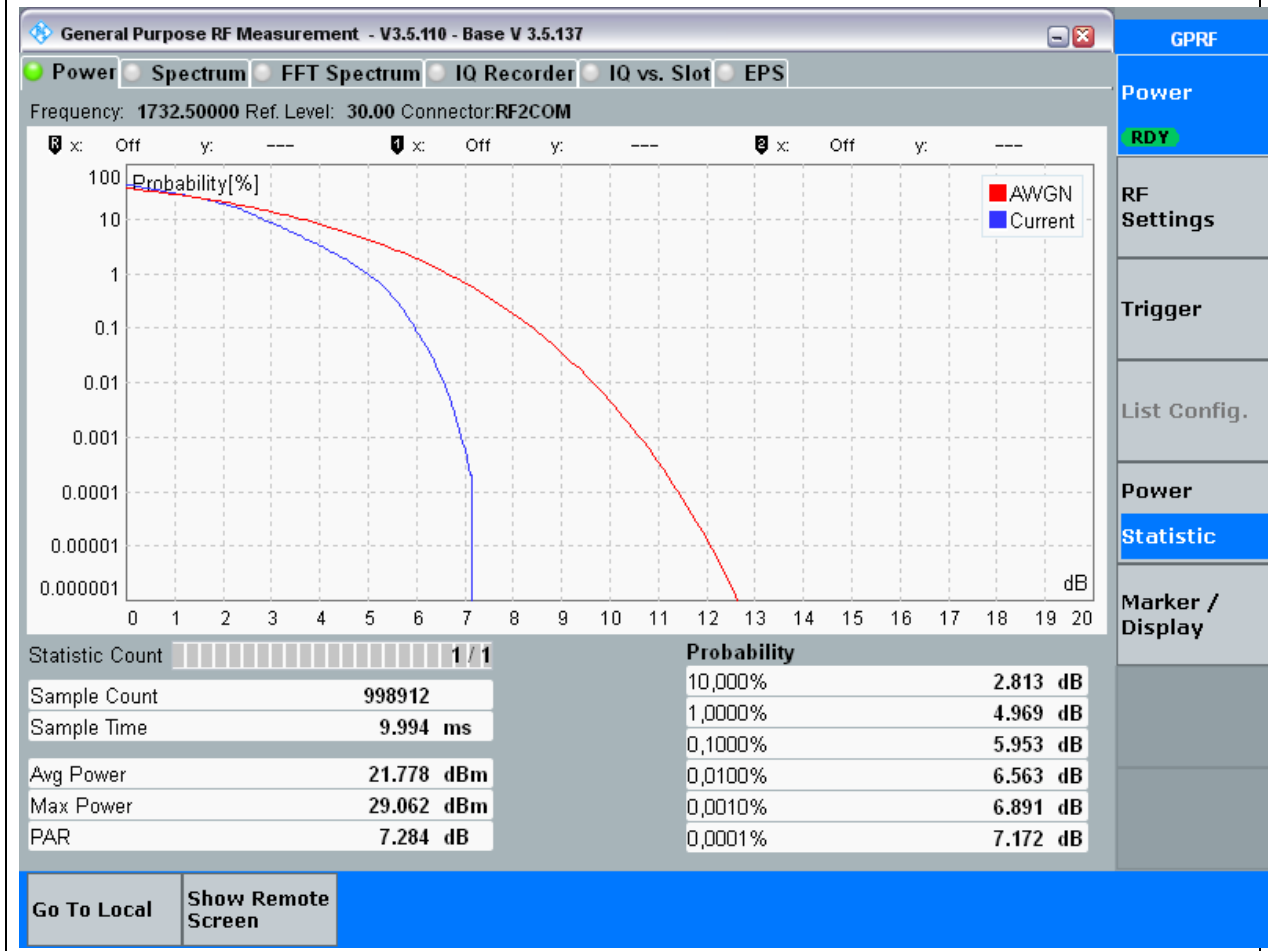 General Purpose RF Measurement - V3.5.110 - Base V 3.5.137
GPRF
Power Spectrum FFT Spectrum IQ Recorder IQ vs. Slot EPS
Frequency: 1732.50000 Ref. Level: 30.00 Connector:RF2COM
R x: Off y: --- 1 x: Off y: --- 2 x: Off y: ---
Probability[%]
AWGN
Current
100
10
1
0.1
0.01
0.001
0.0001
0.00001
0.000001
dB
0 1 2 3 4 5 6 7 8 9 10 11 12 13 14 15 16 17 18 19 20
Statistic Count 1 / 1
Sample Count 998912
Sample Time 9.994 ms
Avg Power 21.778 dBm
Max Power 29.062 dBm
PAR 7.284 dB
Probability
10,000% 2.813 dB
1,0000% 4.969 dB
0,1000% 5.953 dB
0,0100% 6.563 dB
0,0010% 6.891 dB
0,0001% 7.172 dB
Power
RDY
RF
Settings
Trigger
List Config.
Power
Statistic
Marker /
Display
Go To Local
Show Remote
Screen